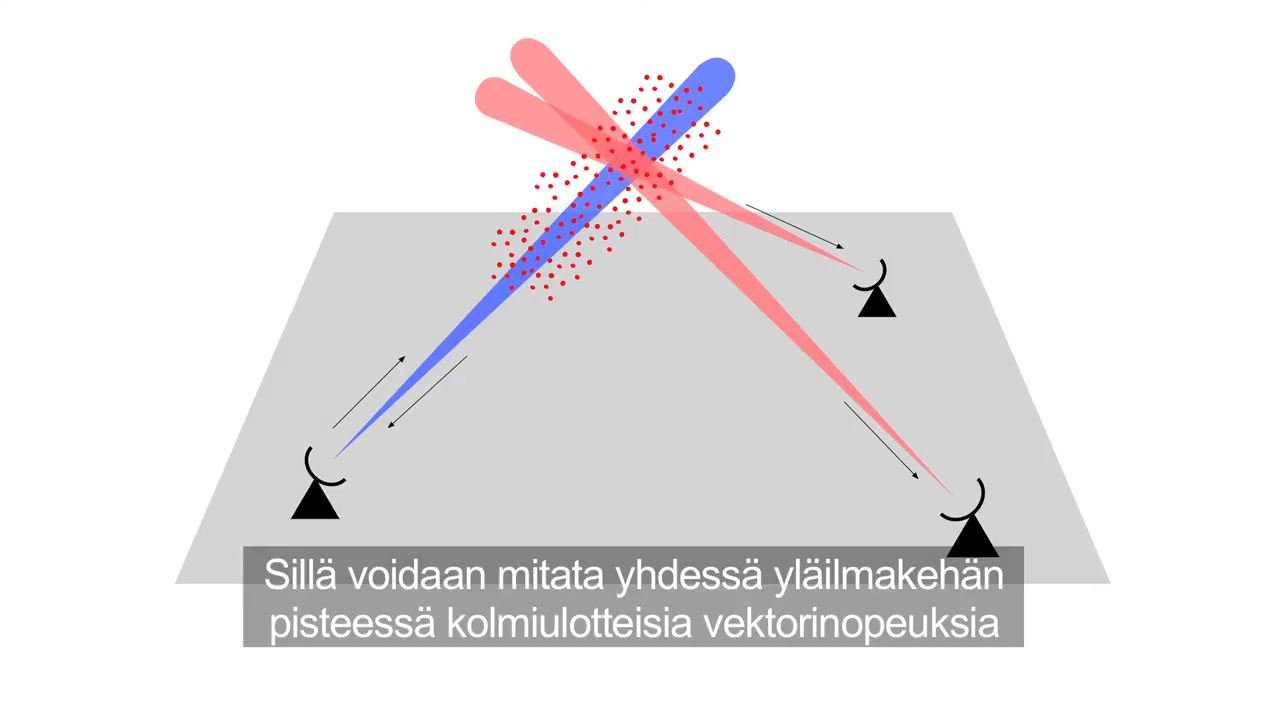 Sillä voidaan mitata yhdessä yläilmakehän
pisteessä kolmiulotteisia vektorinopeuksia